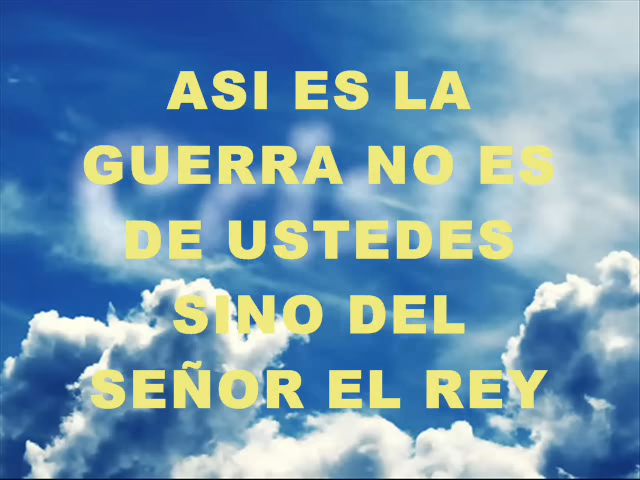 ASI ES LA
GUERRA NO ES
DE USTEDES
SINO DEL
SEÑOR EL REY